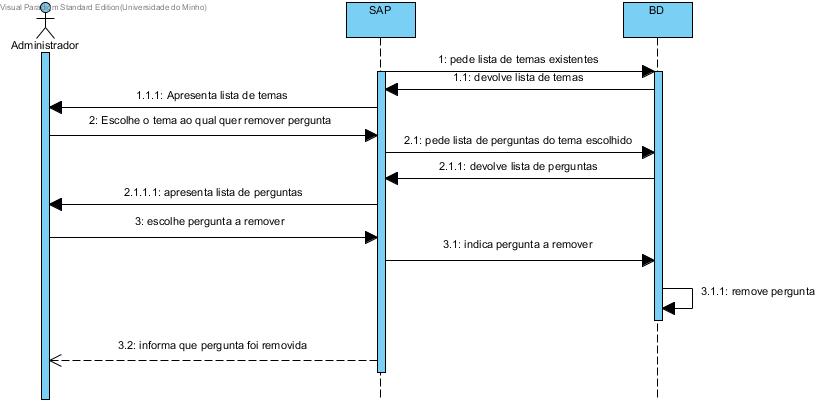 Visual Paradigm Standard Edition(Universidade do Minho)
SAP
BD
Administrador
1: pede lista de temas existentes
1.1: devolve lista de temas
1.1.1: Apresenta lista de temas
2: Escolhe o tema ao qual quer remover pergunta
2.1: pede lista de perguntas do tema escolhido
2.1.1: devolve lista de perguntas
2.1.1.1: apresenta lista de perguntas
3: escolhe pergunta a remover
3.1: indica pergunta a remover
3.1.1: remove pergunta
3.2: informa que pergunta foi removida